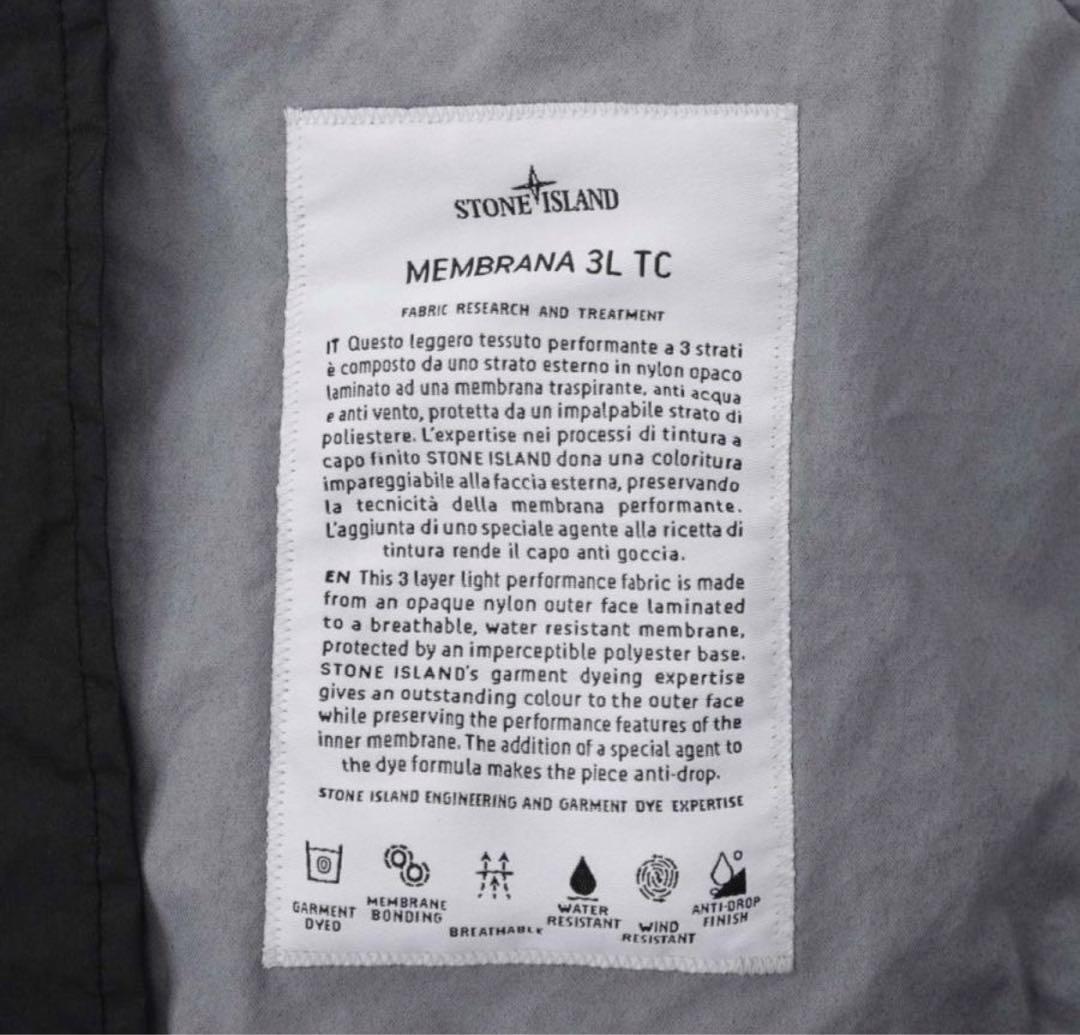 STONE ISLAND
MEMBRANA 3L TC
FABRIC RESEARCH AND TREATMENT
IT Questo leggero tessuto performante a 3 strati
è composto da uno strato esterno in nylon opaco
laminato ad una membrana traspirante, anti acqua
e anti vento, protetta da un impalpabile strato di
poliestere. L'expertise nei processi di tintura a
capo finito STONE ISLAND dona una coloritura
impareggiabile alla faccia esterna, preservando
la tecnicità della membrana performante.
L'aggiunta di uno speciale agente alla ricetta di
tintura rende il capo anti goccia.
EN This 3 layer light performance fabric is made
from an opaque nylon outer face laminated
to a breathable, water resistant membrane,
protected by an imperceptible polyester base.
STONE ISLAND's garment dyeing expertise
gives an outstanding colour to the outer face
while preserving the performance features of the
inner membrane. The addition of a special agent to
the dye formula makes the piece anti-drop.
STONE ISLAND ENGINEERING AND GARMENT DYE EXPERTISE
GARMENT
DYED
MEMBRANE
BONDING
BREATHABLE
WATER
RESISTANT
WIND
RESISTANT
ANTI-DROP
FINISH